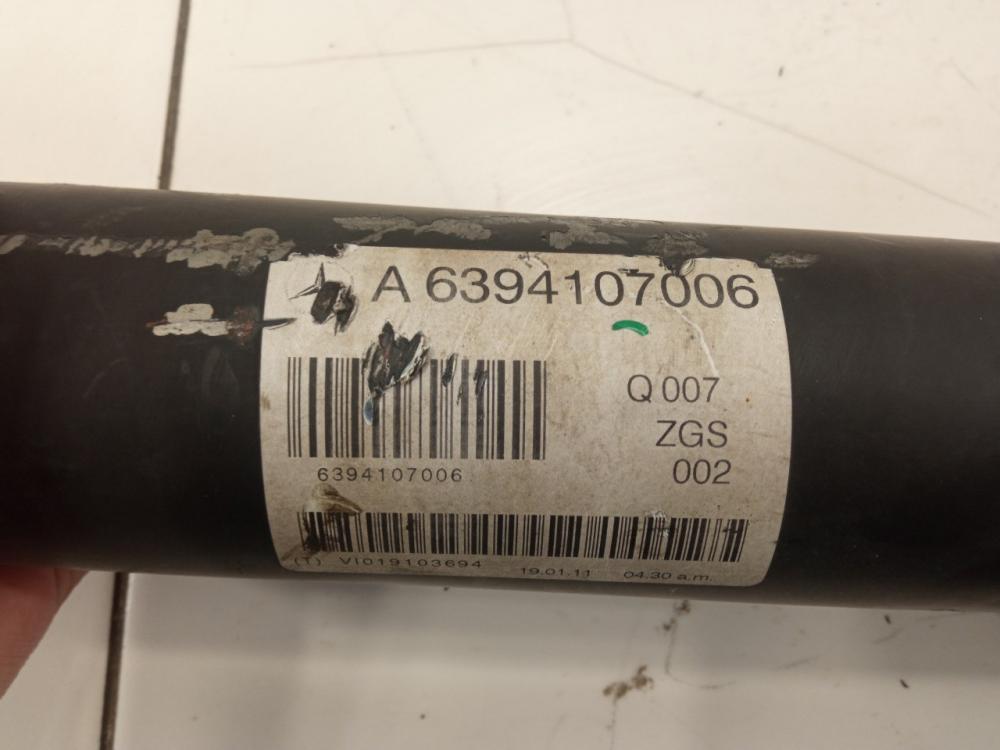 A 6394107006
Q 007
ZGS
002
6394107006
(T) VI019103694 19.01.11 04.30 a.m.